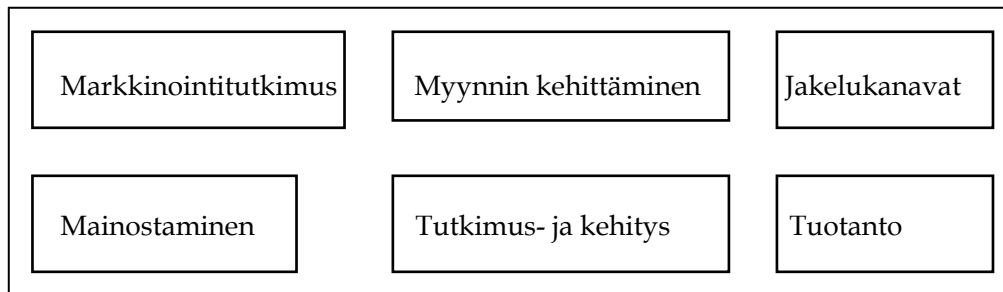 Markkinointitutkimus
Myynnin kehittäminen
Jakelukanavat
Mainostaminen
Tutkimus- ja kehitys
Tuotanto